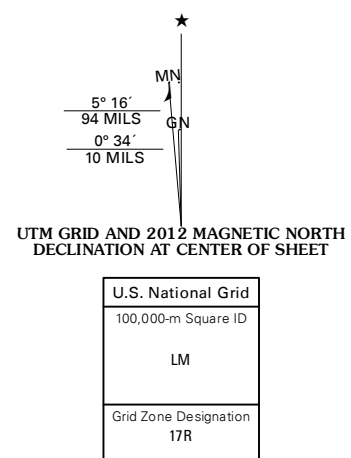 ★
MN
5° 16´
94 MILS
GN
0° 34´
10 MILS
UTM GRID AND 2012 MAGNETIC NORTH
DECLINATION AT CENTER OF SHEET
U.S. National Grid
100,000-m Square ID
LM
Grid Zone Designation
17R